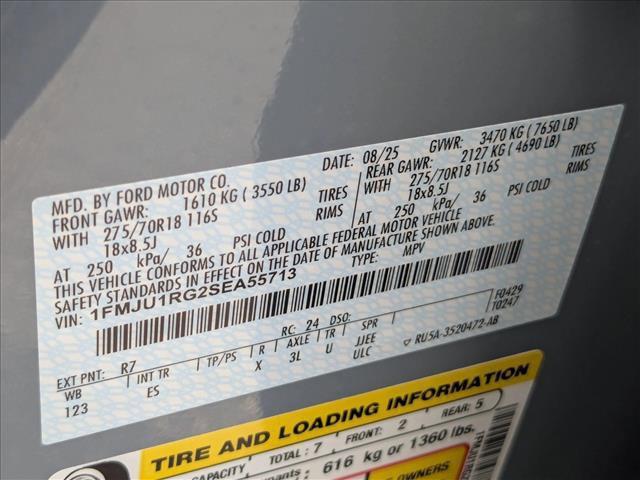 MFD. BY FORD MOTOR CO. DATE: 08/25 GVWR: 3470 KG ( 7650 LB)
FRONT GAWR: 1610 KG ( 3550 LB) REAR GAWR: 2127 KG ( 4690 LB)
WITH 275/70R18 116S TIRES WITH 275/70R18 116S TIRES
18x8.5J RIMS 18x8.5J RIMS
AT 250 kPa/ 36 PSI COLD AT 250 kPa/ 36 PSI COLD
THIS VEHICLE CONFORMS TO ALL APPLICABLE FEDERAL MOTOR VEHICLE
SAFETY STANDARDS IN EFFECT ON THE DATE OF MANUFACTURE SHOWN ABOVE.
VIN: 1FMJU1RG2SEA55713 TYPE: MPV
F0429
T0247
EXT PNT: R7 RC: 24 DSO:
WB INT TR TP/PS R AXLE TR SPR
123 ES X 3L U JJEE
ULC
RU5A-3520472-AB
TIRE AND LOADING INFORMATION
CAPACITY TOTAL: 7 FRONT: 2 REAR: 5
616 kg or 1360 lbs.
OWNERS